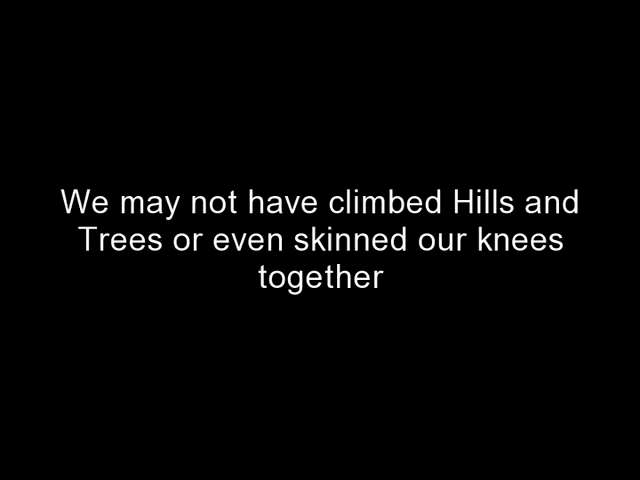 We may not have climbed Hills and
Trees or even skinned our knees
together